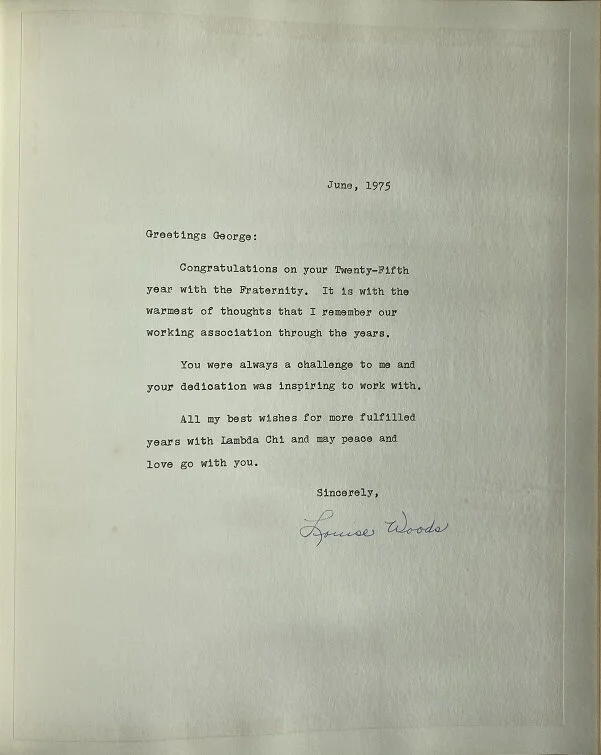 June, 1975
Greetings George:
Congratulations on your Twenty-Fifth
year with the Fraternity. It is with the
warmest of thoughts that I remember our
working association through the years.
You were always a challenge to me and
your dedication was inspiring to work with.
All my best wishes for more fulfilled
years with Lambda Chi and may peace and
love go with you.
Sincerely,
Louise Woods